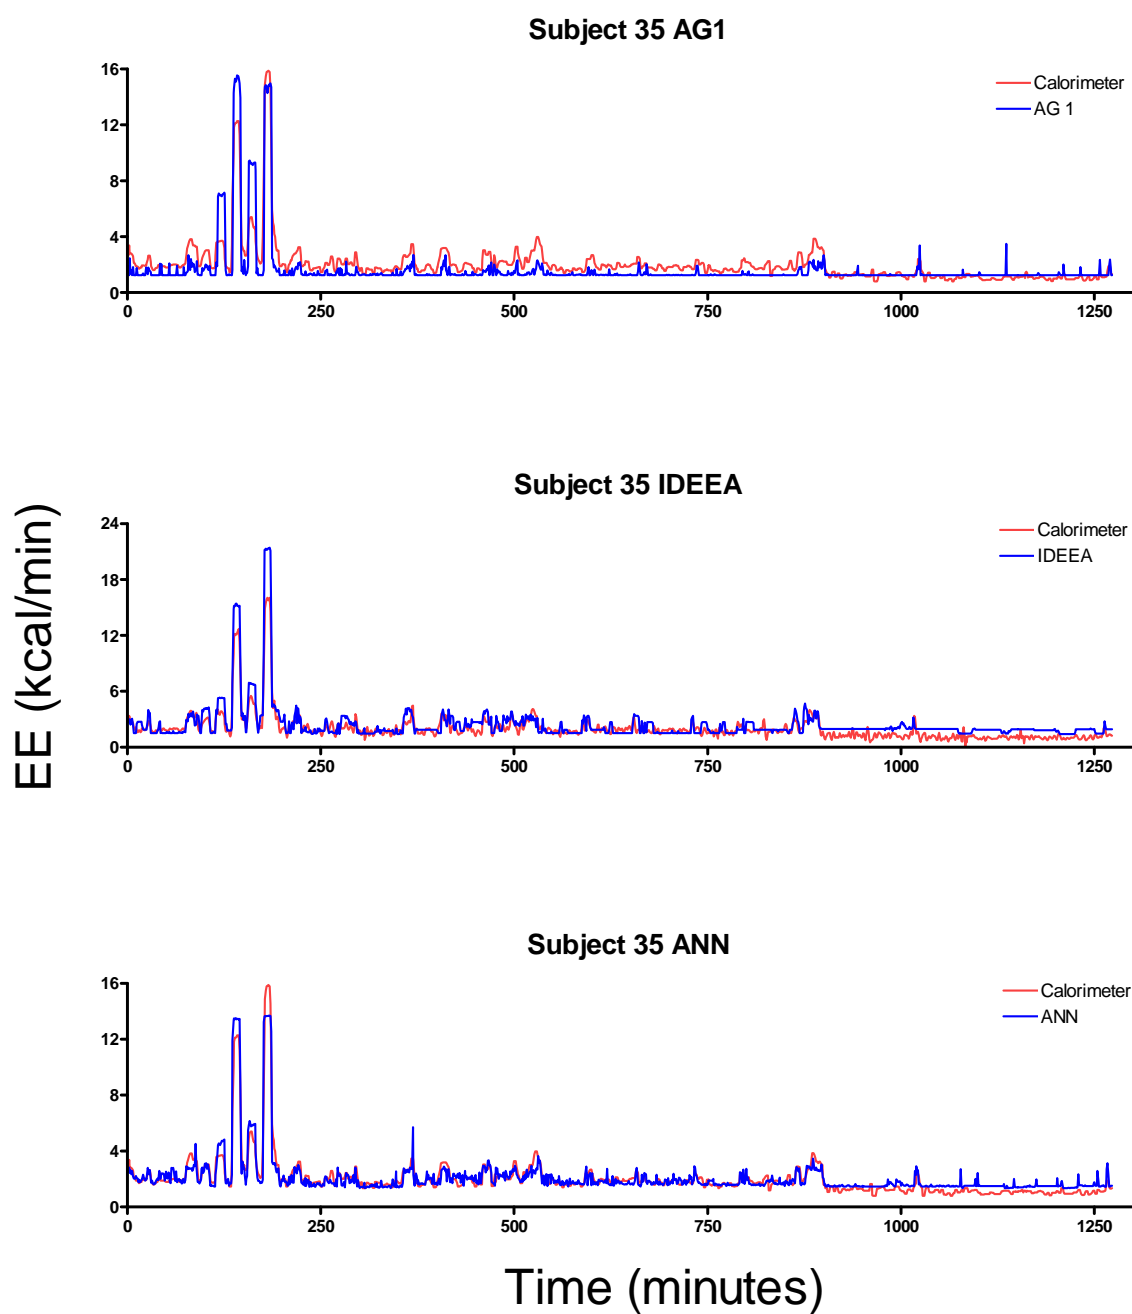 Subject 35 AG1
16
12
8
4
0
Calorimeter
AG 1
0 250 500 750 1000 1250
Subject 35 IDEEA
24
18
12
6
0
Calorimeter
IDEEA
0 250 500 750 1000 1250
EE (kcal/min)
Subject 35 ANN
16
12
8
4
0
Calorimeter
ANN
0 250 500 750 1000 1250
Time (minutes)